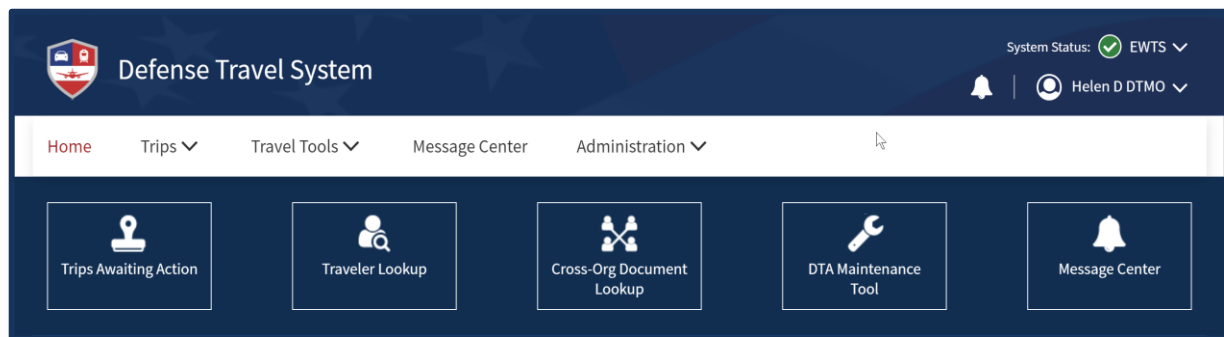 System Status: EWTS
Defense Travel System
Helen D DTMO
Home Trips Travel Tools Message Center Administration
Trips Awaiting Action
Traveler Lookup
Cross-Org Document
Lookup
DTA Maintenance
Tool
Message Center